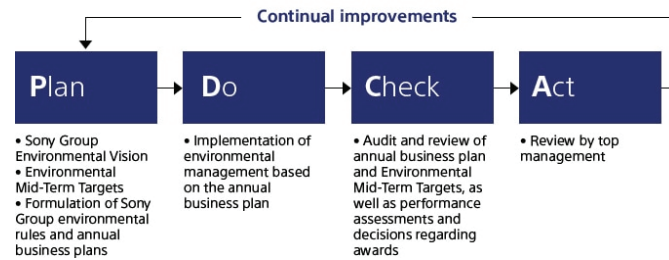 Continual improvements
Plan
Do
Check
Act
• Sony Group
Environmental Vision
• Environmental
Mid-Term Targets
• Formulation of Sony
Group environmental
rules and annual
business plans
• Implementation of
environmental
management based
on the annual
business plan
• Audit and review of
annual business plan
and Environmental
Mid-Term Targets, as
well as performance
assessments and
decisions regarding
awards
• Review by top
management